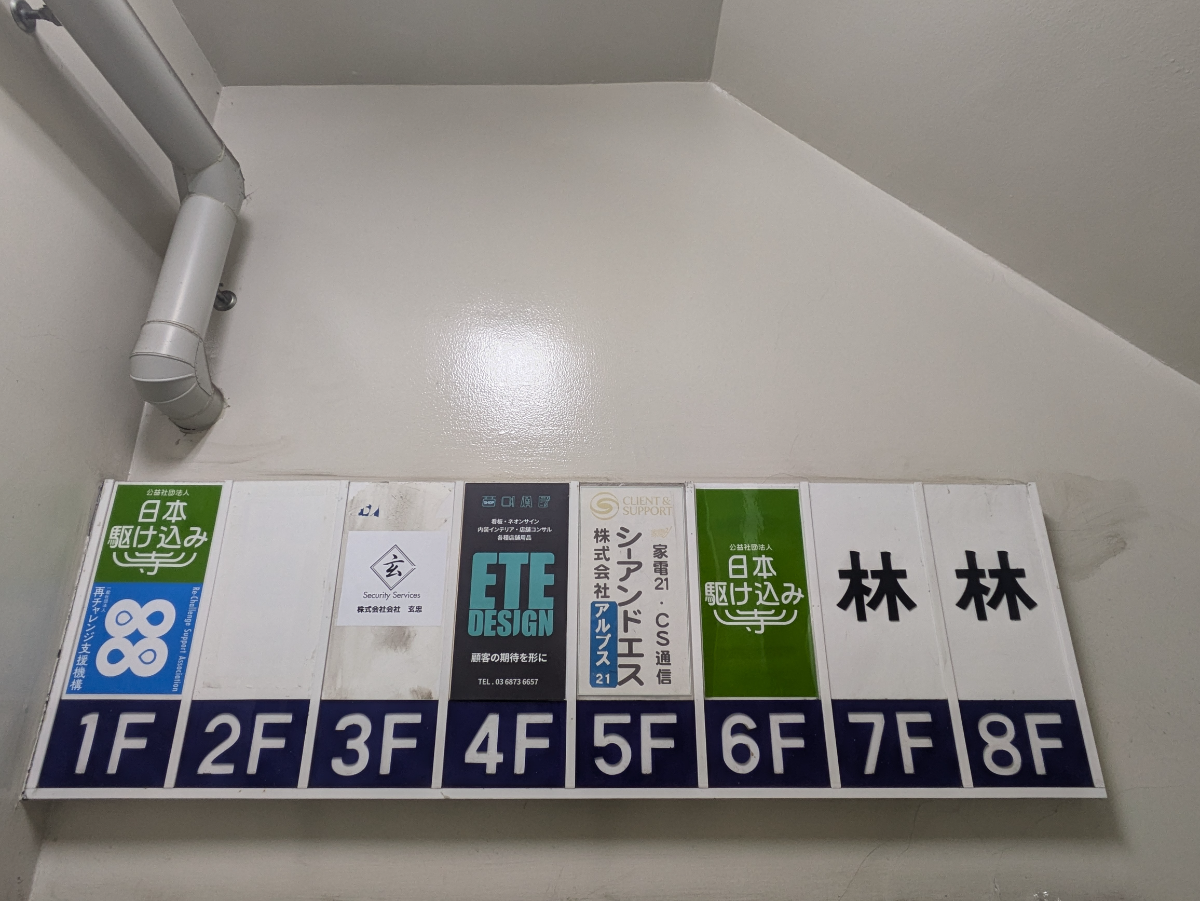 公益社団法人
日本
駆け込み
寺
Re-Challenge Support Association
再チャレンジ支援機構
1F
2F
玄
Security Services
株式会社会社 玄忠
3F
看板・ネオンサイン
内装インテリア・店舗コンサル
各種店舗用品
ETE
DESIGN
顧客の期待を形に
TEL . 03 6873 6657
4F
CLIENT &
SUPPORT
家電21・CS通信
シーアンドエス
株式会社
アルプス21
5F
公益社団法人
日本
駆け込み
寺
6F
林
7F
林
8F